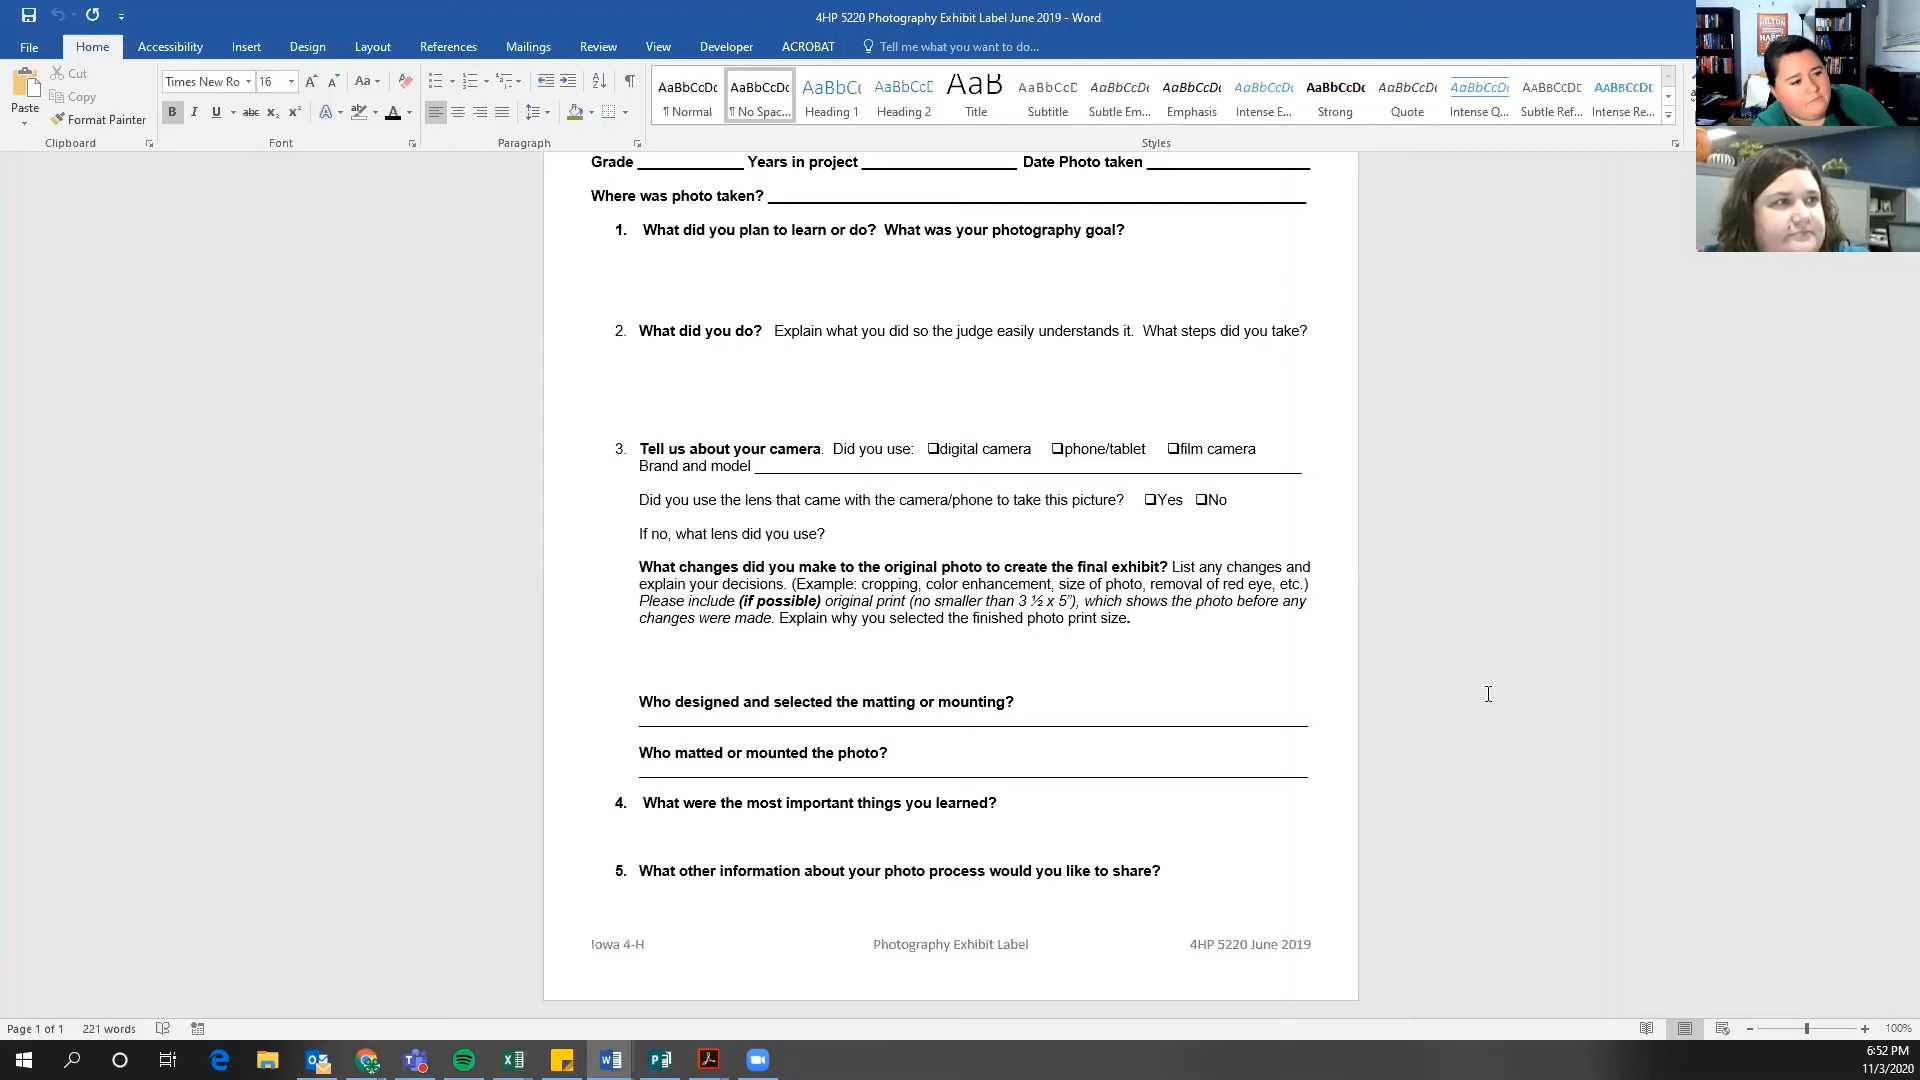 4HP 5220 Photography Exhibit Label June 2019 - Word
File Home Accessibility Insert Design Layout References Mailings Review View Developer ACROBAT Tell me what you want to do...
Paste
Cut
Copy
Format Painter
Clipboard
Times New Ro 16
Font
Paragraph
AaBbCcDc AaBbCcDc AaBbCc AaBbCcD AaB AaBbCcD AaBbCcDc AaBbCcDc AaBbCcDc AaBbCcDc AaBbCcDc AaBbCcDc AABBCCDC AABBCCDC
¶ Normal ¶ No Spac... Heading 1 Heading 2 Title Subtitle Subtle Em... Emphasis Intense E... Strong Quote Intense Q... Subtle Ref... Intense Re...
Styles
Grade ____________ Years in project __________________ Date Photo taken ___________________
Where was photo taken? ________________________________________________________________
1. What did you plan to learn or do? What was your photography goal?
2. What did you do? Explain what you did so the judge easily understands it. What steps did you take?
3. Tell us about your camera. Did you use: ❑digital camera ❑phone/tablet ❑film camera
Brand and model __________________________________________________________________
Did you use the lens that came with the camera/phone to take this picture? ❑Yes ❑No
If no, what lens did you use?
What changes did you make to the original photo to create the final exhibit? List any changes and
explain your decisions. (Example: cropping, color enhancement, size of photo, removal of red eye, etc.)
Please include (if possible) original print (no smaller than 3 ½ x 5”), which shows the photo before any
changes were made. Explain why you selected the finished photo print size.
Who designed and selected the matting or mounting?
Who matted or mounted the photo?
4. What were the most important things you learned?
5. What other information about your photo process would you like to share?
Iowa 4-H Photography Exhibit Label 4HP 5220 June 2019
Page 1 of 1 221 words 100%
6:52 PM
11/3/2020